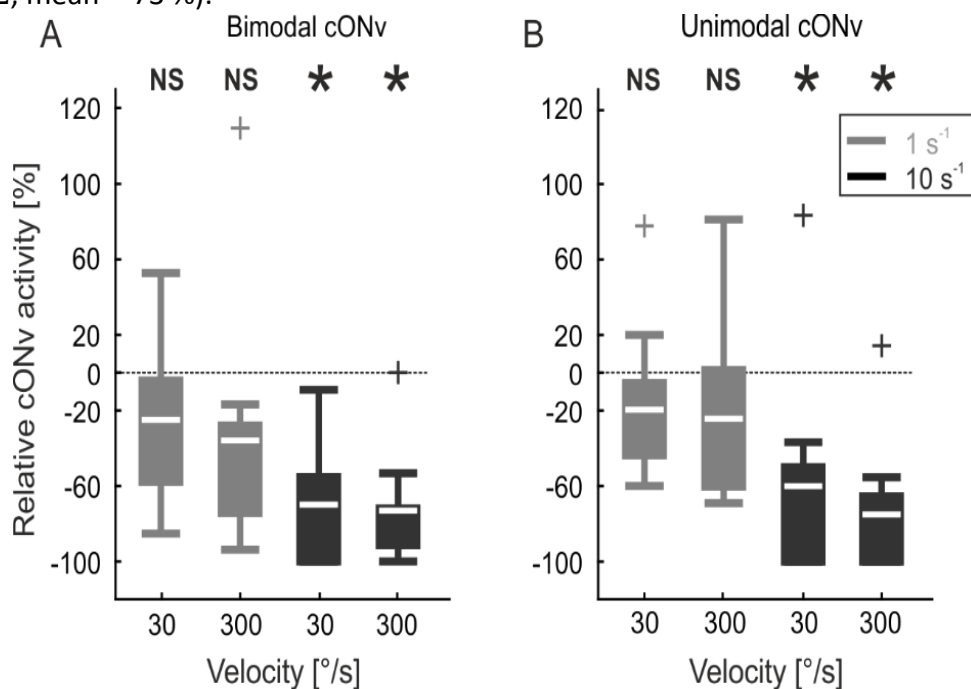 mean
75 %).
A
Bimodal cONv
NS NS * *
Relative cONv activity [%]
120
100
60
20
0
-20
-60
-100
30 300 30 300
Velocity [°/s]
B
Unimodal cONv
NS NS * *
1 s⁻¹
10 s⁻¹
120
100
60
20
0
-20
-60
-100
30 300 30 300
Velocity [°/s]